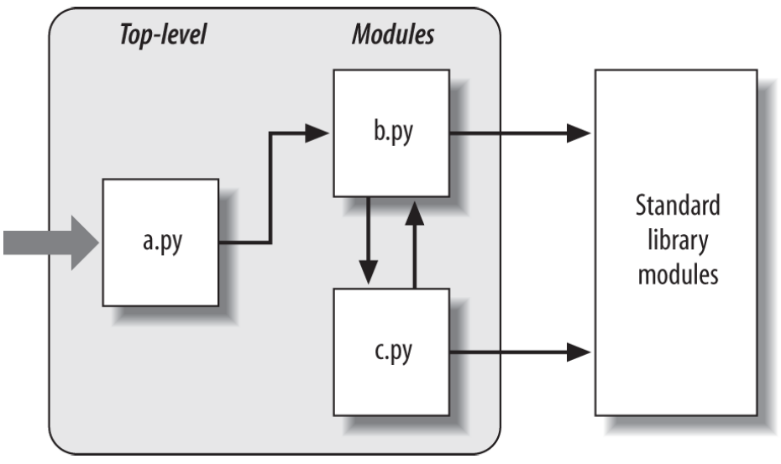 Top-level
Modules
b.py
a.py
c.py
Standard
library
modules